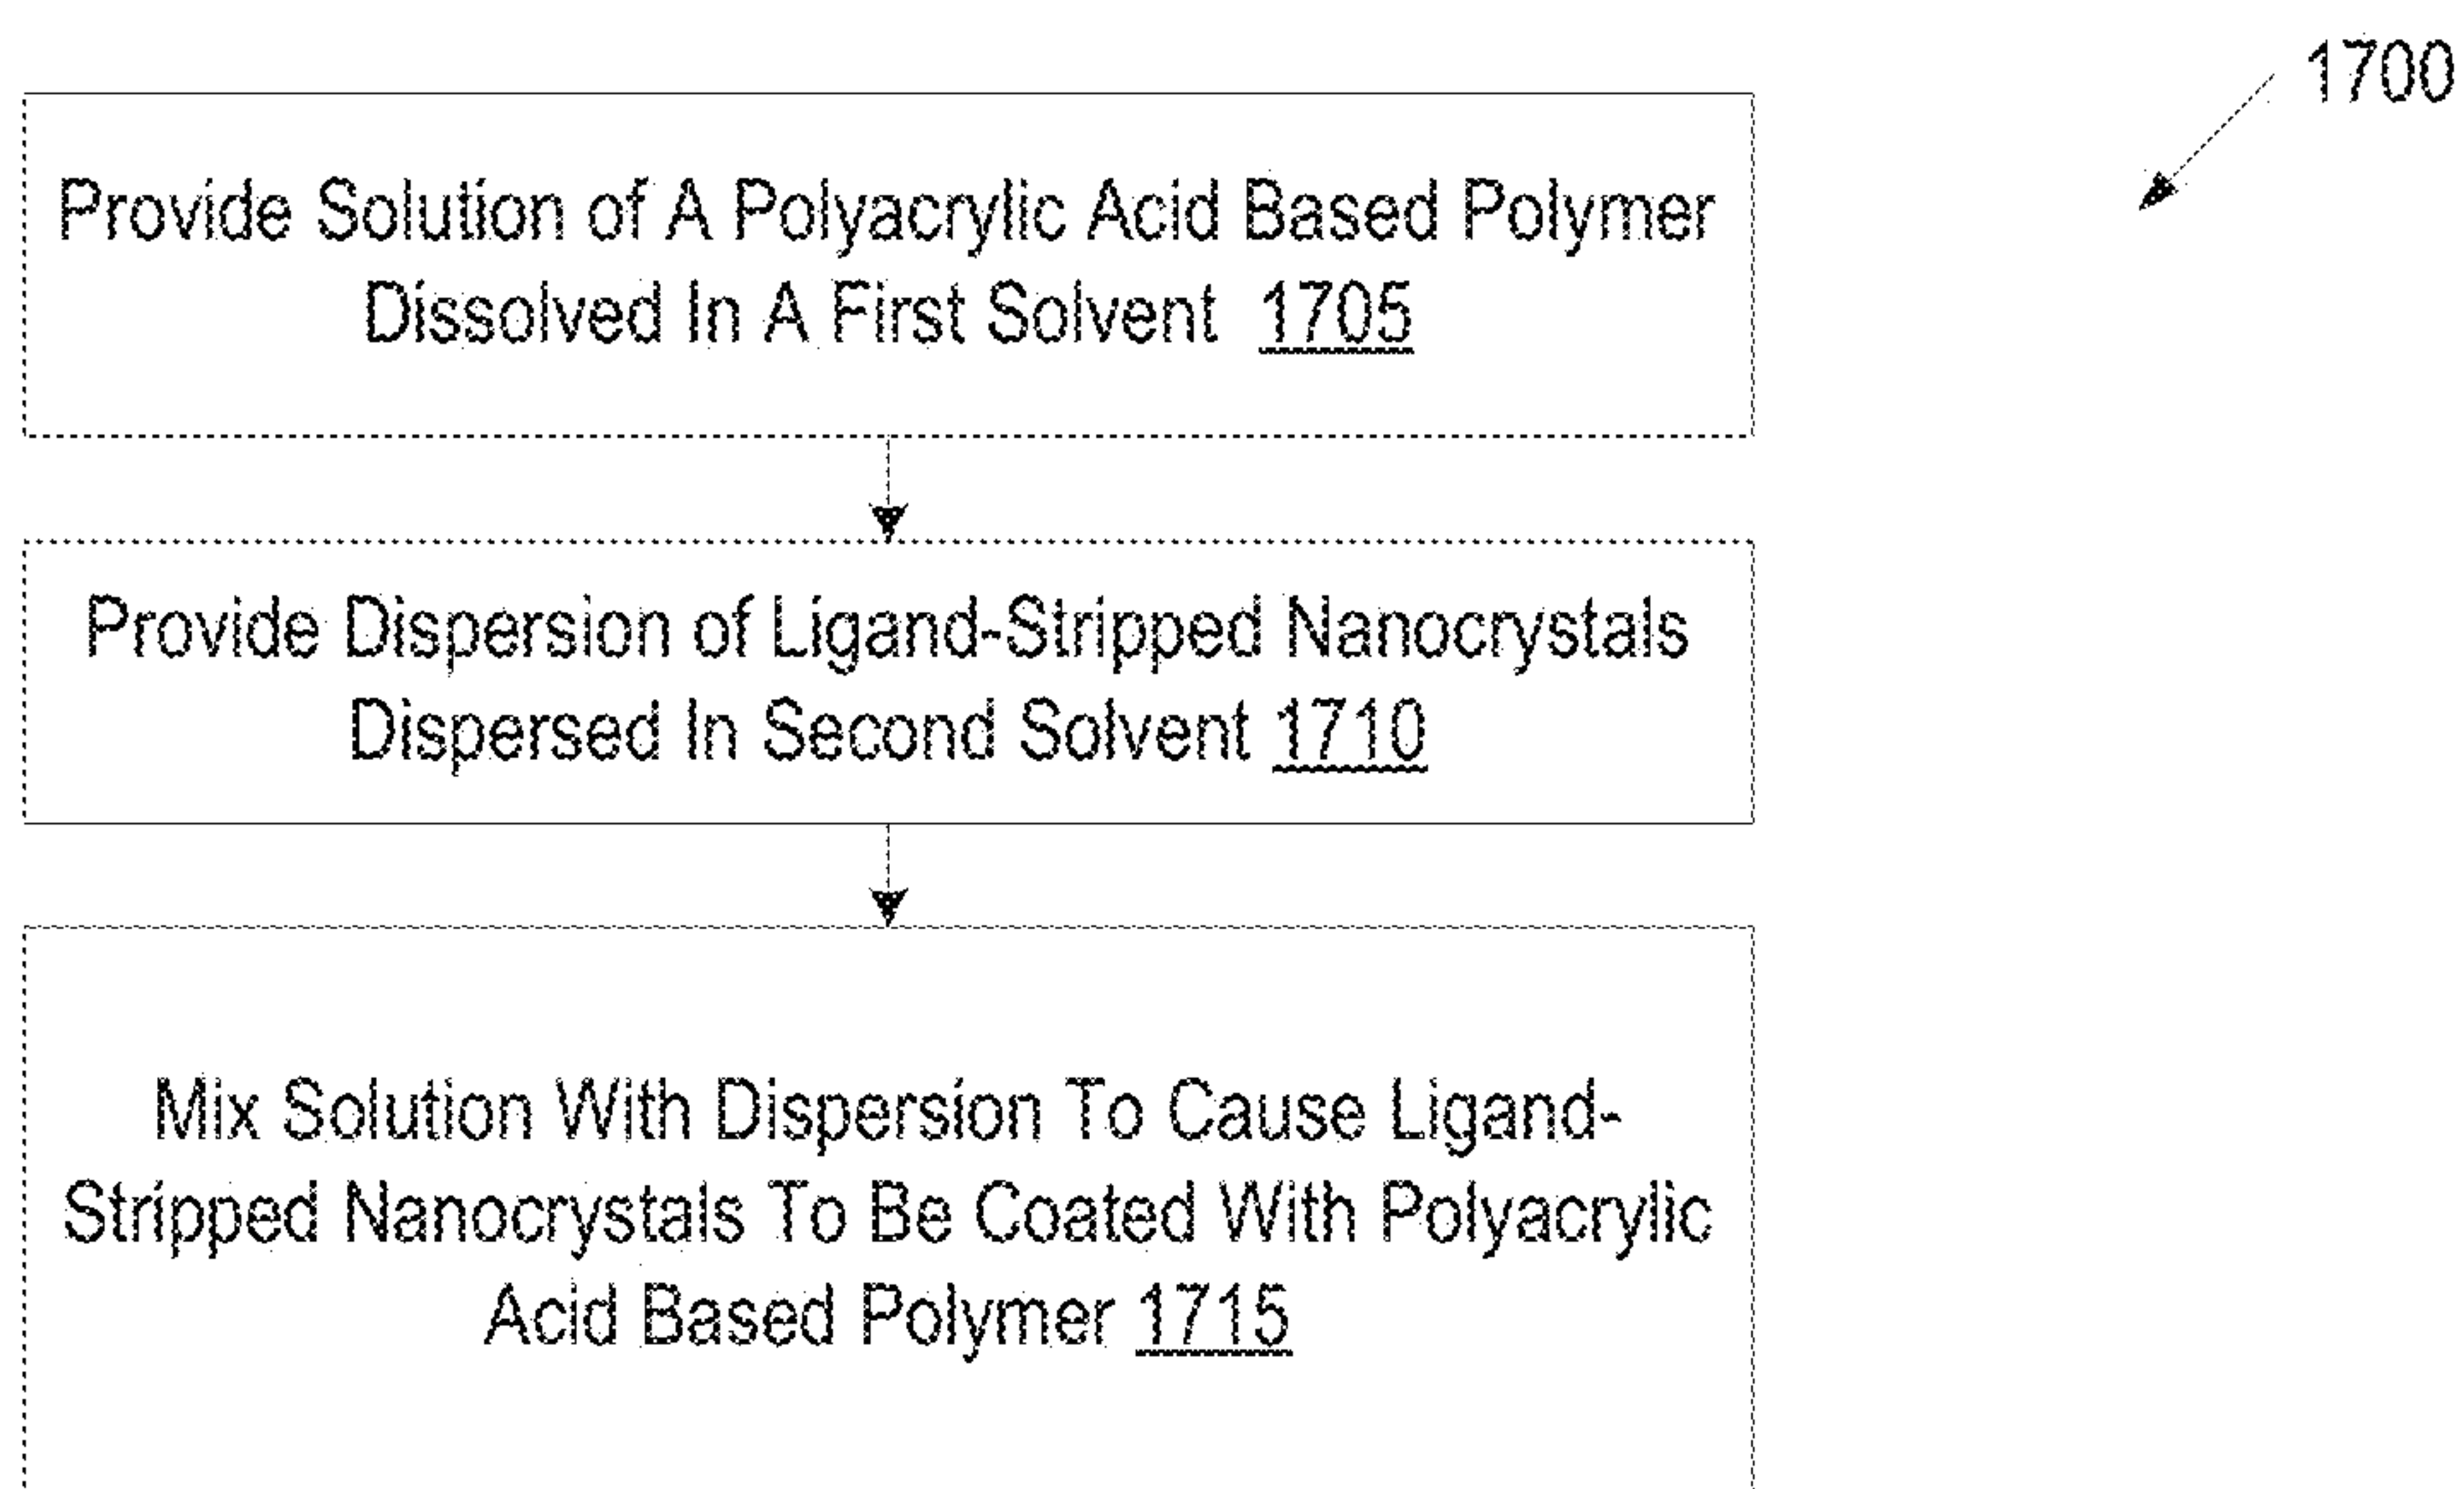 1700
Provide Solution of A Polyacrylic Acid Based Polymer
Dissolved In A First Solvent 1705
Provide Dispersion of Ligand-Stripped Nanocrystals
Dispersed In Second Solvent 1710
Mix Solution With Dispersion To Cause Ligand-
Stripped Nanocrystals To Be Coated With Polyacrylic
Acid Based Polymer 1715